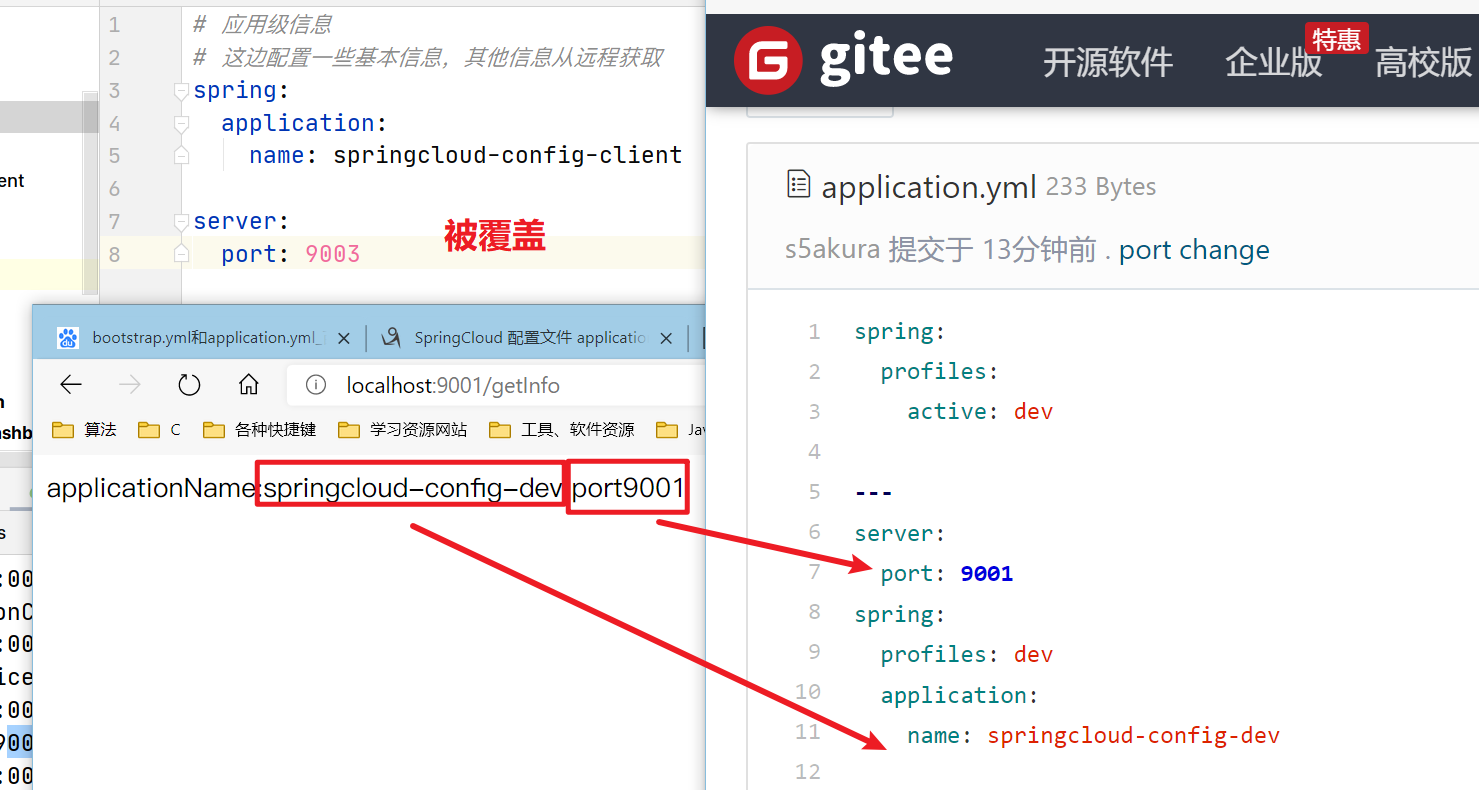 1 # 应用级信息
2 # 这边配置一些基本信息，其他信息从远程获取
3 spring:
4 application:
5 name: springcloud-config-client
6
7 server:
8 port: 9003
被覆盖
ent
n
ashb
s
:00
onC
:00
ice
:00
900
:00
bootstrap.yml和application.yml_
SpringCloud 配置文件 applicatio
localhost:9001/getInfo
算法 C 各种快捷键 学习资源网站 工具、软件资源 Jav
applicationName:springcloud-config-dev port9001
gitee 开源软件 企业版 特惠 高校版
application.yml 233 Bytes
s5akura 提交于 13分钟前 . port change
1 spring:
2 profiles:
3 active: dev
4
5 ---
6 server:
7 port: 9001
8 spring:
9 profiles: dev
10 application:
11 name: springcloud-config-dev
12